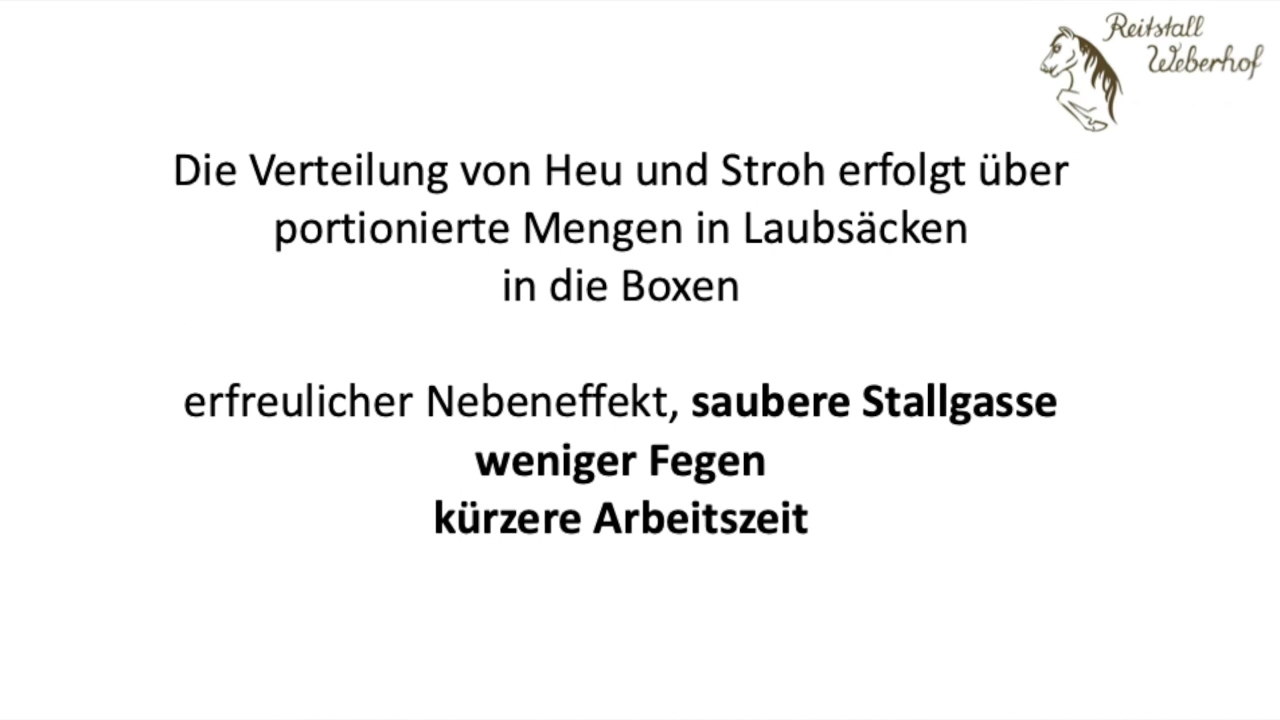 Reitstall
Weberhof
Die Verteilung von Heu und Stroh erfolgt über
portionierte Mengen in Laubsäcken
in die Boxen
erfreulicher Nebeneffekt, saubere Stallgasse
weniger Fegen
kürzere Arbeitszeit